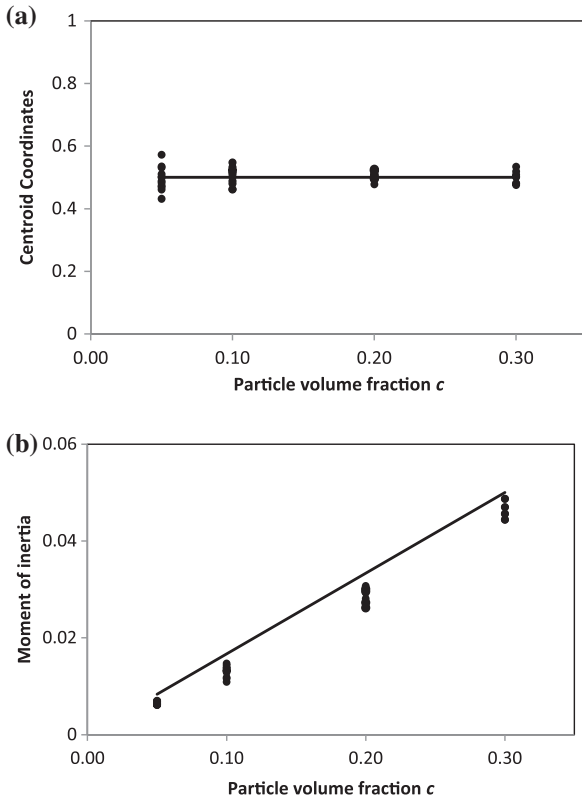 (a)
1
0.8
0.6
0.4
0.2
0
Centroid Coordinates
0.00 0.10 0.20 0.30
Particle volume fraction c
(b)
0.06
0.04
0.02
0
Moment of inertia
0.00 0.10 0.20 0.30
Particle volume fraction c